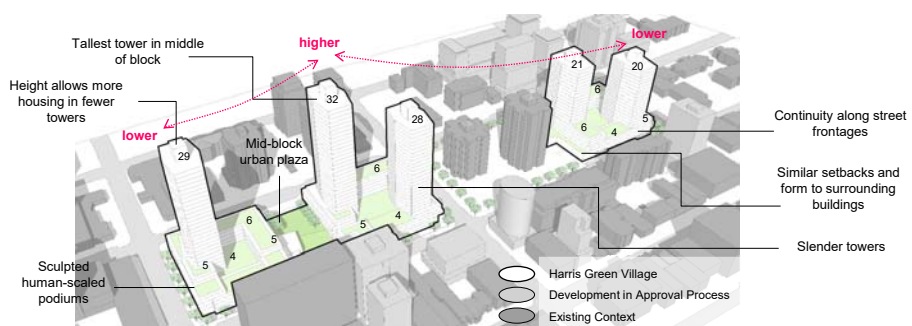 Tallest tower in middle
of block
higher
lower
21
20
Height allows more
housing in fewer
towers
32
6
lower
28
5
Continuity along street
frontages
6
4
29
Mid-block
urban plaza
6
Similar setbacks and
form to surrounding
buildings
6
4
5
5
5
4
Slender towers
5
Sculpted
human-scaled
podiums
Harris Green Village
Development in Approval Process
Existing Context